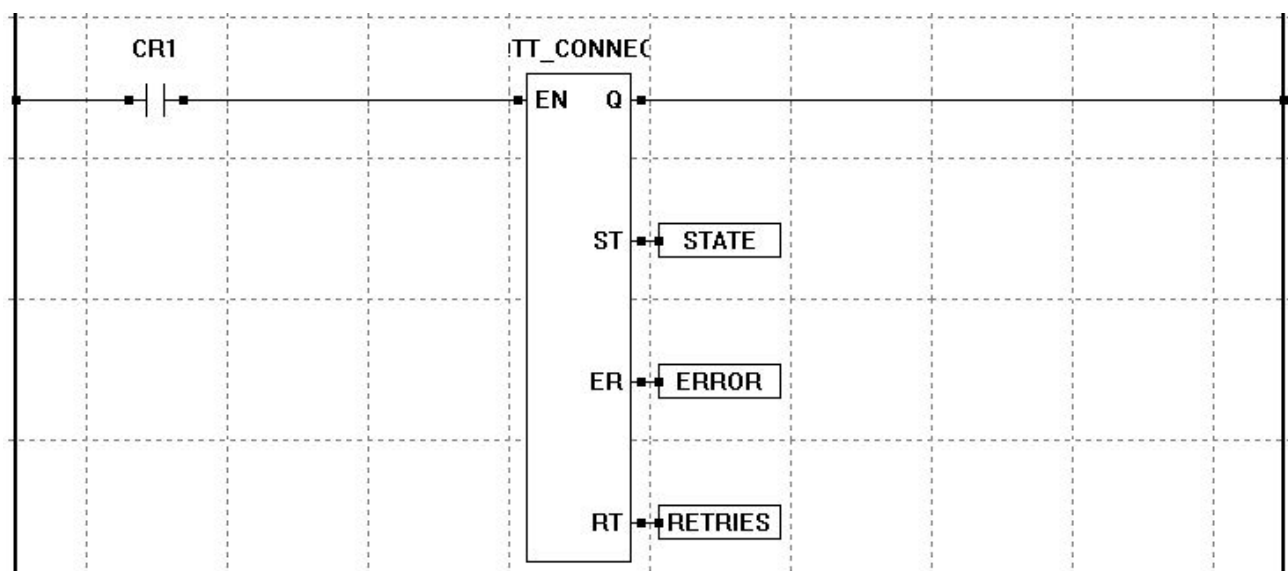 CR1
TT_CONNEC
EN Q
ST STATE
ER ERROR
RT RETRIES